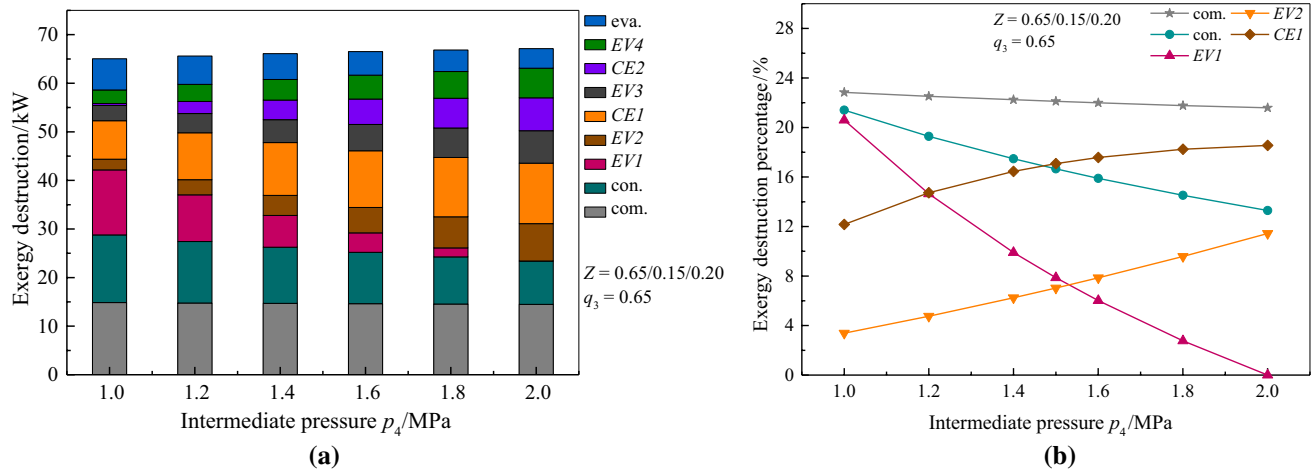 70
60
50
40
30
20
10
0
Exergy destruction/kW
1.0 1.2 1.4 1.6 1.8 2.0
Intermediate pressure p4/MPa
eva.
EV4
CE2
EV3
CE1
EV2
EV1
con.
com.
Z = 0.65/0.15/0.20
q3 = 0.65
(a)
28
24
20
16
12
8
4
0
Exergy destruction percentage/%
1.0 1.2 1.4 1.6 1.8 2.0
Intermediate pressure p4/MPa
Z = 0.65/0.15/0.20
q3 = 0.65
com. EV2
con. CE1
EV1
(b)